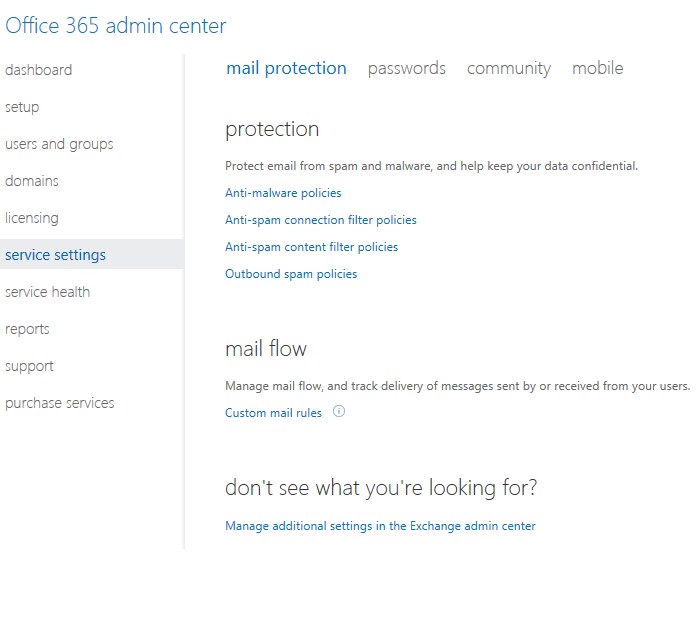 Office 365 admin center
dashboard
setup
users and groups
domains
licensing
service settings
service health
reports
support
purchase services
mail protection passwords community mobile
protection
Protect email from spam and malware, and help keep your data confidential.
Anti-malware policies
Anti-spam connection filter policies
Anti-spam content filter policies
Outbound spam policies
mail flow
Manage mail flow, and track delivery of messages sent by or received from your users.
Custom mail rules
don't see what you're looking for?
Manage additional settings in the Exchange admin center